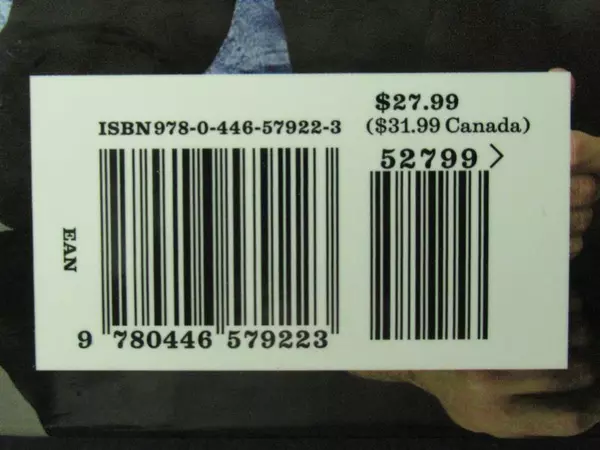 $27.99
ISBN 978-0-446-57922-3
($31.99 Canada)
52799 >
EAN
9 780446 579223